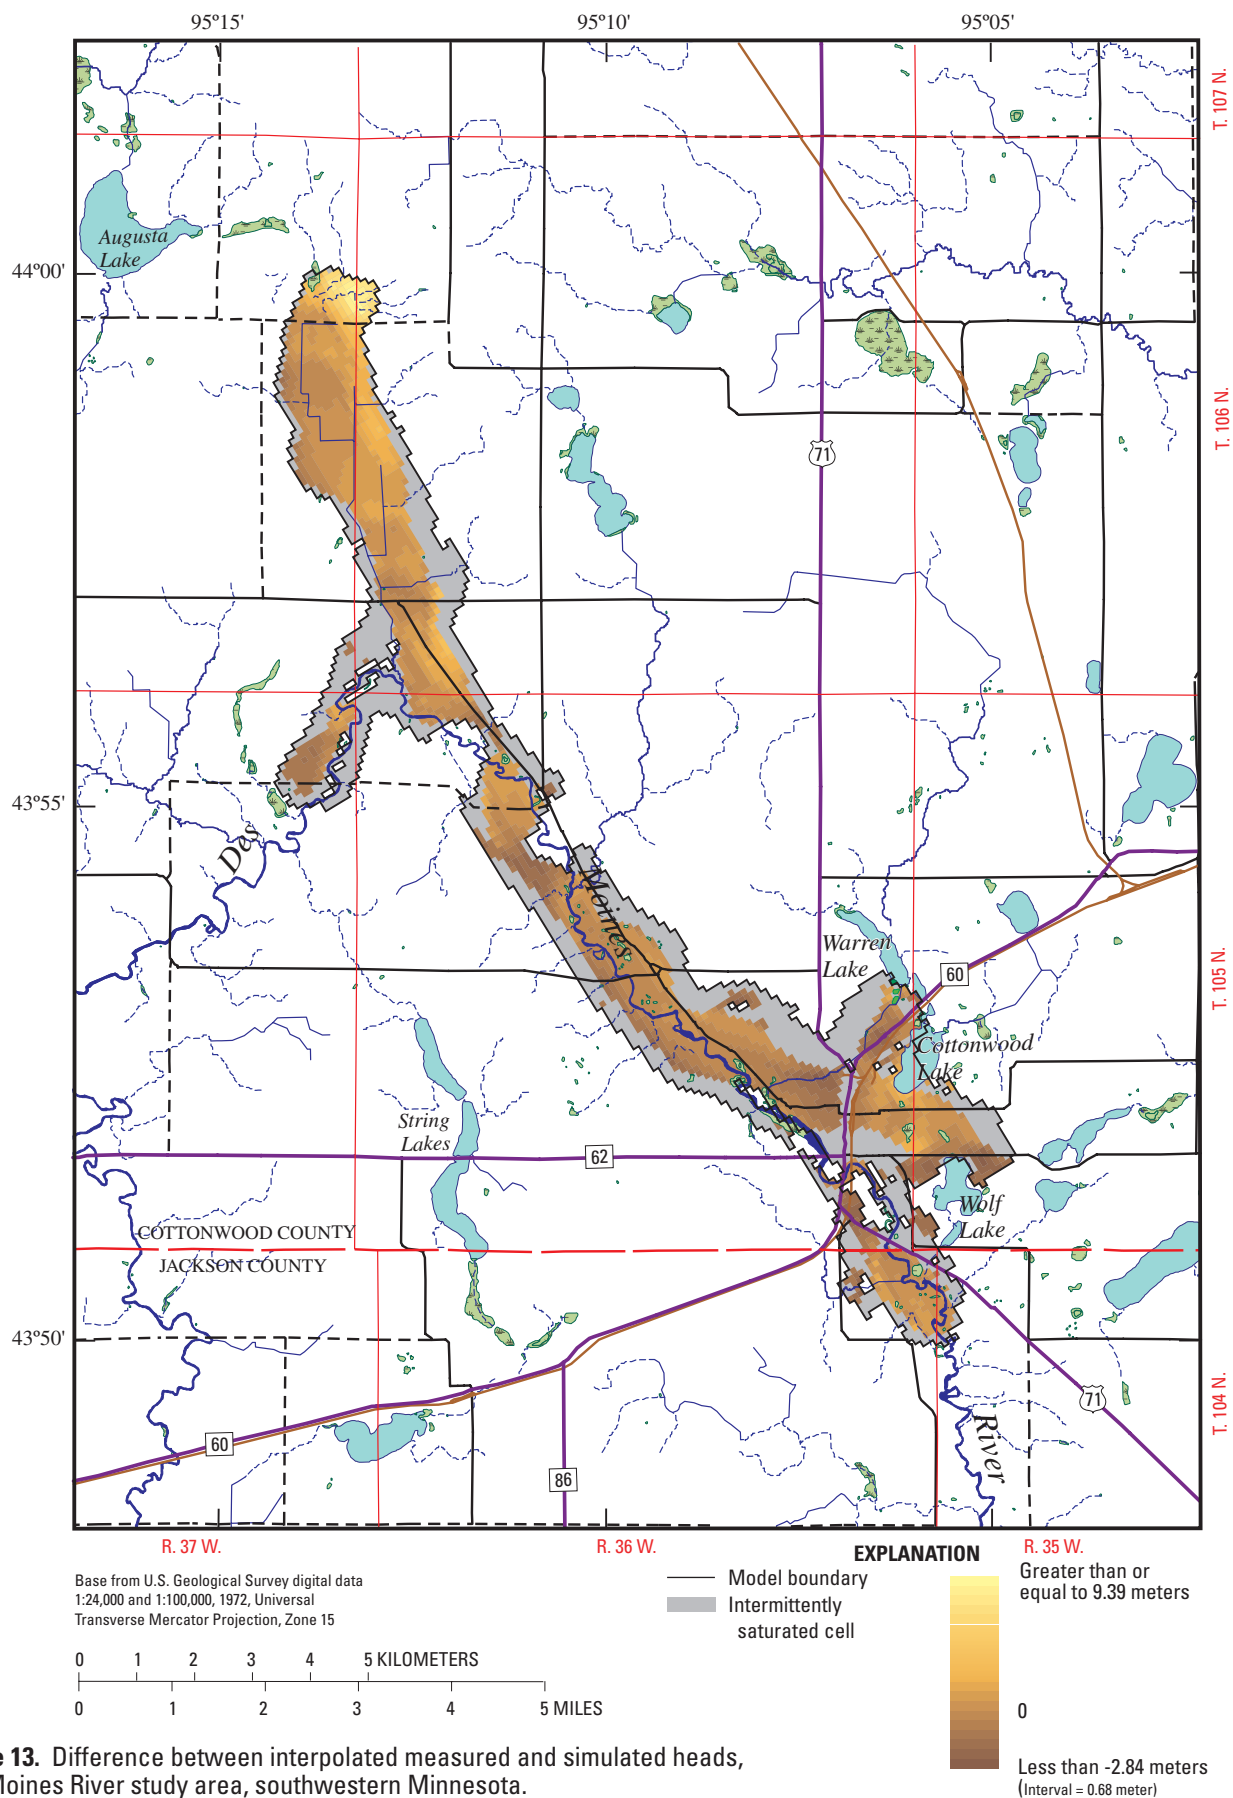 95°15'
95°10'
95°05'
T. 107 N.
Augusta
Lake
44°00'
T. 106 N.
71
43°55'
Des
Moines
Warren
Lake
60
T. 105 N.
Cottonwood
Lake
String
Lakes
62
Wolf
Lake
COTTONWOOD COUNTY
JACKSON COUNTY
43°50'
71
T. 104 N.
River
60
86
R. 37 W.
R. 36 W.
R. 35 W.
EXPLANATION
Base from U.S. Geological Survey digital data
1:24,000 and 1:100,000, 1972, Universal
Transverse Mercator Projection, Zone 15
Model boundary
Intermittently
saturated cell
Greater than or
equal to 9.39 meters
0
Less than -2.84 meters
(Interval = 0.68 meter)
0 1 2 3 4 5 KILOMETERS
0 1 2 3 4 5 MILES
e 13. Difference between interpolated measured and simulated heads,
Moines River study area, southwestern Minnesota.